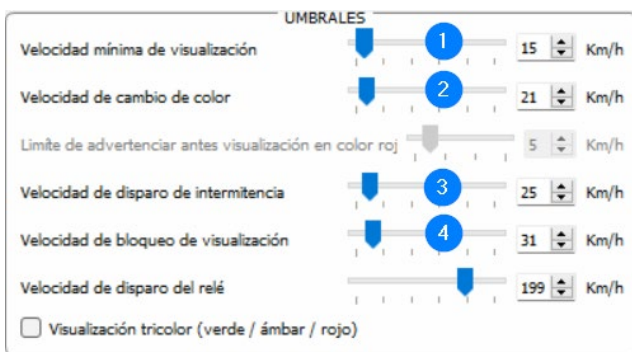 UMBRALES
Velocidad mínima de visualización 1 15 Km/h
Velocidad de cambio de color 2 21 Km/h
Limíte de advertenciar antes visualización en color roj 5 Km/h
Velocidad de disparo de intermitencia 3 25 Km/h
Velocidad de bloqueo de visualización 4 31 Km/h
Velocidad de disparo del relé 199 Km/h
Visualización tricolor (verde / ámbar / rojo)